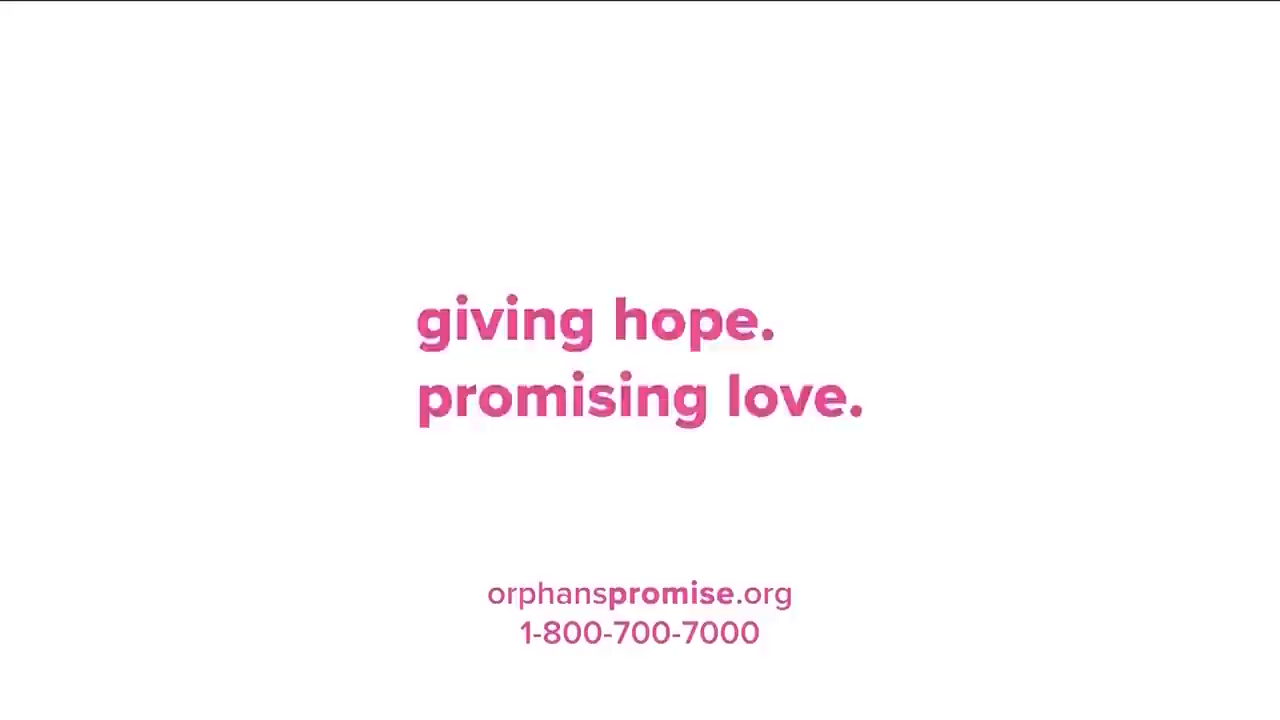 giving hope.
promising love.
orphanspromise.org
1-800-700-7000